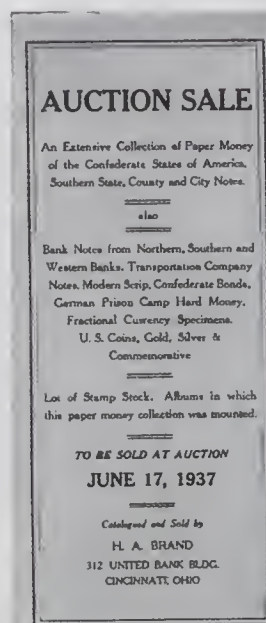 AUCTION SALE
An Extensive Collection of Paper Money
of the Confederate States of America,
Southern State, County and City Notes.
also
Bank Notes from Northern, Southern and
Western Banks. Transportation Company
Notes. Modern Scrip, Confederate Bonds,
German Prison Camp Hard Money.
Fractional Currency Specimens.
U. S. Coins, Gold, Silver &
Commemorative
Lot of Stamp Stock. Albums in which
this paper money collection was mounted.
TO BE SOLD AT AUCTION
JUNE 17, 1937
Catalogued and Sold by
H. A. BRAND
312 UNITED BANK BLDG.
CINCINNATI, OHIO